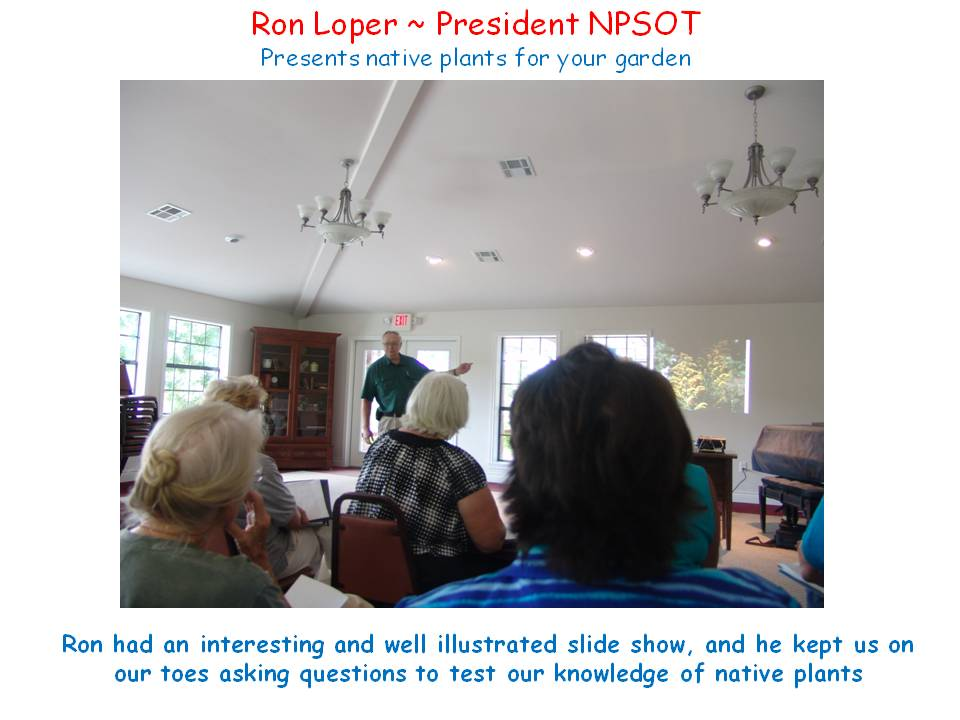 Ron Loper ~ President NPSOT
Presents native plants for your garden
EXIT
Ron had an interesting and well illustrated slide show, and he kept us on
our toes asking questions to test our knowledge of native plants